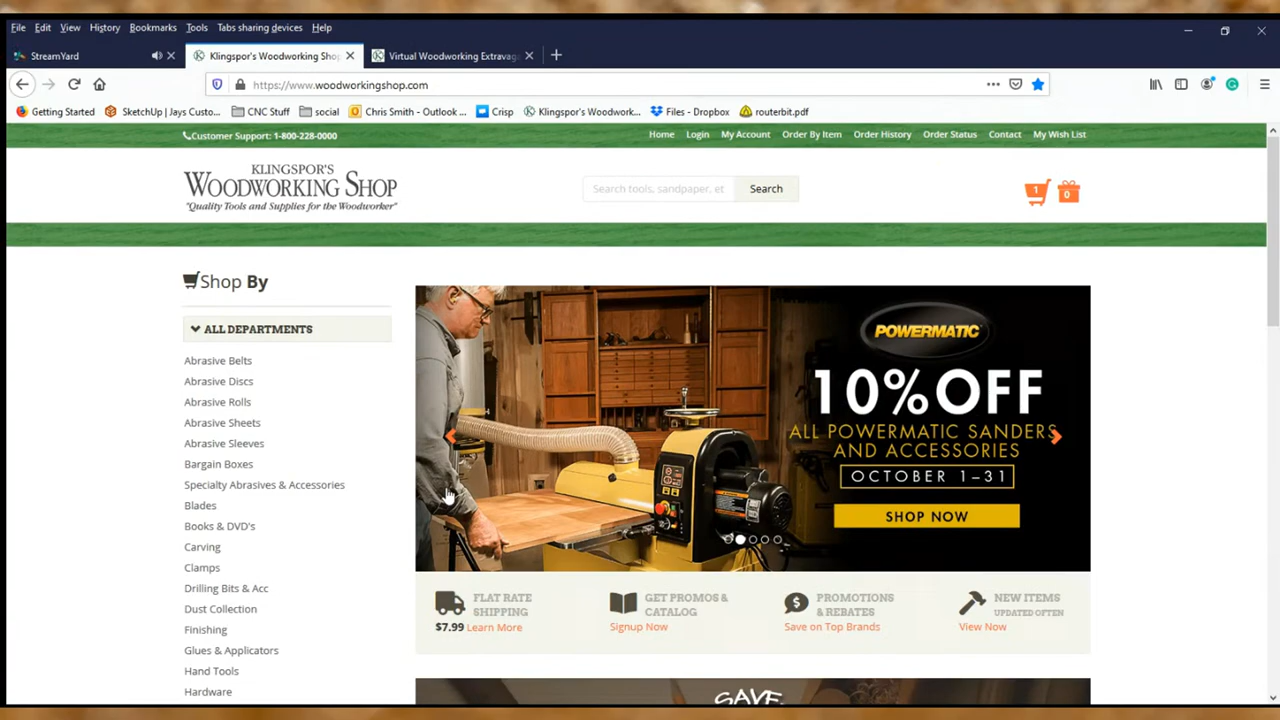 File Edit View History Bookmarks Tools Tabs sharing devices Help
StreamYard
Klingspor's Woodworking Shop
Virtual Woodworking Extravag
https://www.woodworkingshop.com
Getting Started SketchUp | Jays Custo... CNC Stuff social Chris Smith - Outlook ... Crisp Klingspor's Woodwork... Files - Dropbox routerbit.pdf
Customer Support: 1-800-228-0000
Home Login My Account Order By Item Order History Order Status Contact My Wish List
KLINGSPOR'S
WOODWORKING SHOP
"Quality Tools and Supplies for the Woodworker"
Search tools, sandpaper, et Search
1
0
Shop By
ALL DEPARTMENTS
Abrasive Belts
Abrasive Discs
Abrasive Rolls
Abrasive Sheets
Abrasive Sleeves
Bargain Boxes
Specialty Abrasives & Accessories
Blades
Books & DVD's
Carving
Clamps
Drilling Bits & Acc
Dust Collection
Finishing
Glues & Applicators
Hand Tools
Hardware
POWERMATIC
10% OFF
ALL POWERMATIC SANDERS
AND ACCESSORIES
OCTOBER 1–31
SHOP NOW
FLAT RATE
SHIPPING
$7.99 Learn More
GET PROMOS &
CATALOG
Signup Now
PROMOTIONS
& REBATES
Save on Top Brands
NEW ITEMS
UPDATED OFTEN
View Now
SAVE